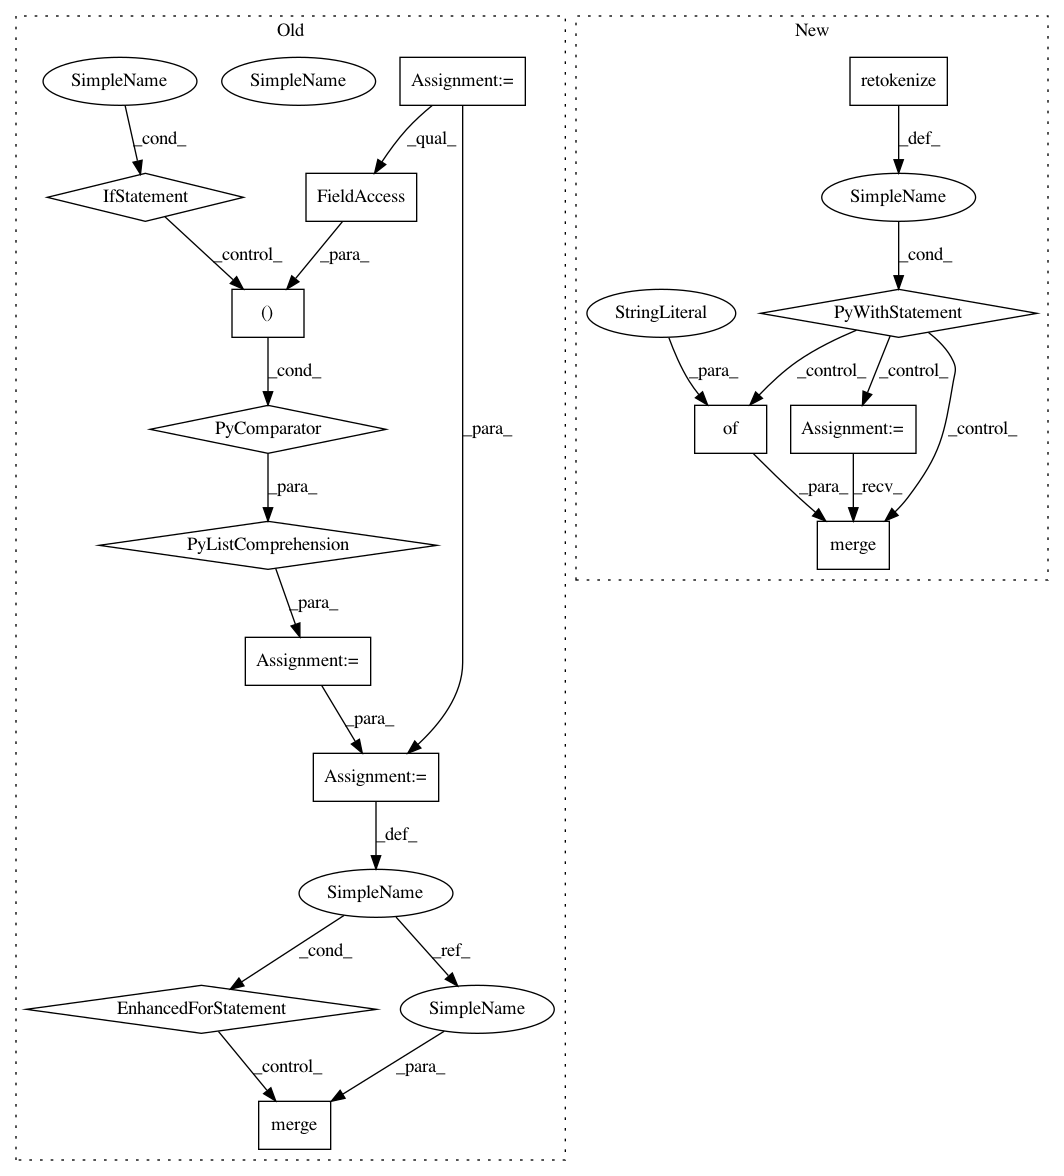 Old
New
SimpleName
SimpleName
Assignment:=
retokenize
_cond_
_qual_
_def_
IfStatement
FieldAccess
SimpleName
_control_
_para_
_cond_
()
StringLiteral
PyWithStatement
_cond_
_para_
_control_
_control_
PyComparator
_para_
of
Assignment:=
_control_
_para_
_para_
_recv_
PyListComprehension
merge
_para_
Assignment:=
_para_
Assignment:=
_def_
SimpleName
_cond_
_ref_
EnhancedForStatement
SimpleName
_control_
_para_
merge